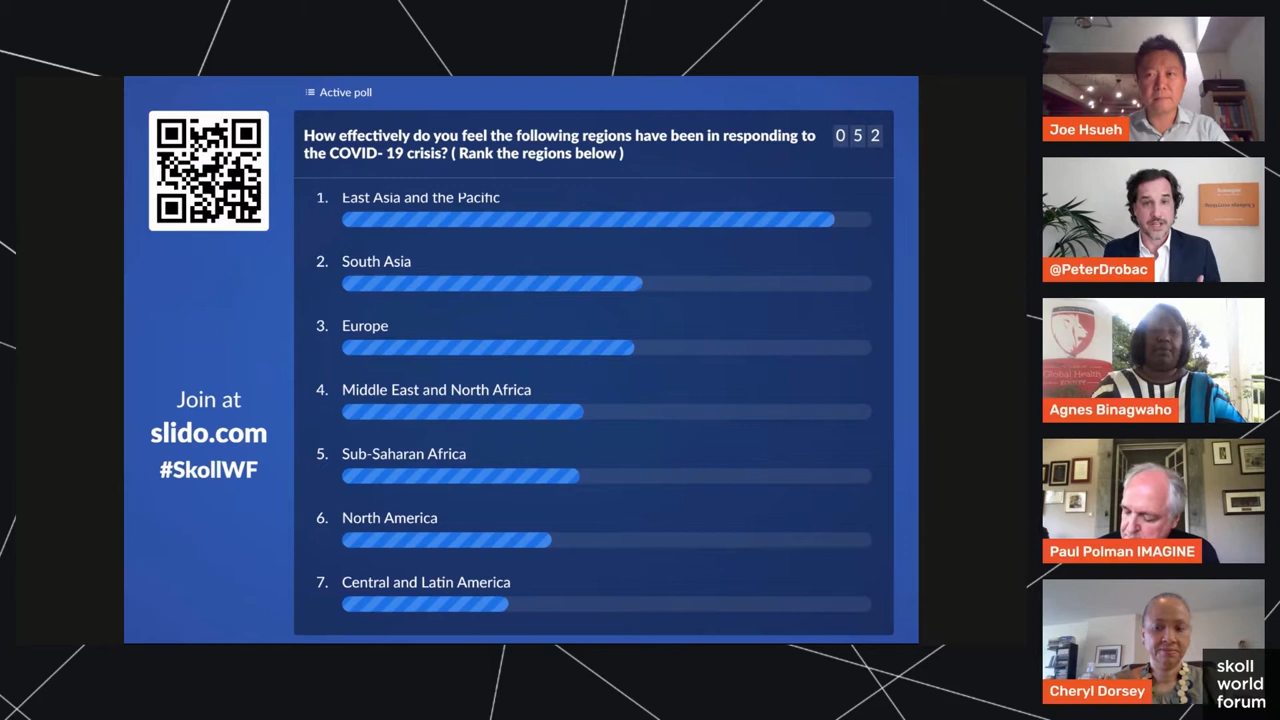 Active poll
How effectively do you feel the following regions have been in responding to
the COVID- 19 crisis? ( Rank the regions below )
0 5 2
1. East Asia and the Pacific
2. South Asia
3. Europe
4. Middle East and North Africa
5. Sub-Saharan Africa
6. North America
7. Central and Latin America
Join at
slido.com
#SkollWF
Joe Hsueh
@PeterDrobac
Global Health
Agnes Binagwaho
Paul Polman IMAGINE
Cheryl Dorsey
skoll
world
forum